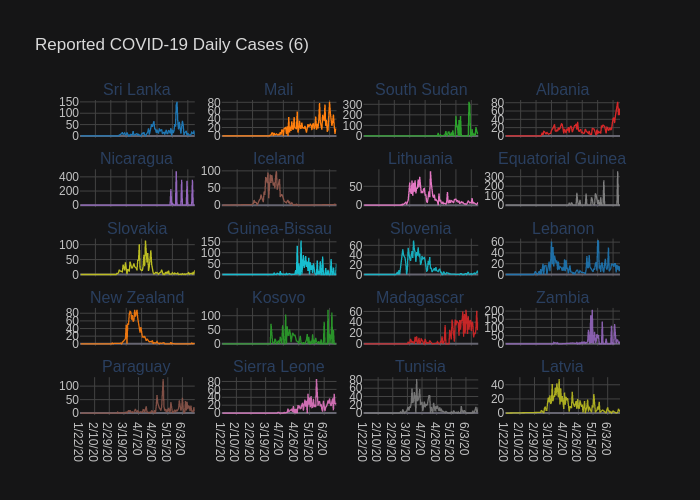 Reported COVID-19 Daily Cases (6)
Sri Lanka Mali South Sudan Albania
150 100 50 0
80 60 40 20 0
300 200 100 0
80 60 40 20 0
Nicaragua Iceland Lithuania Equatorial Guinea
400 200 0
100 50 0
50 0
300 200 100 0
Slovakia Guinea-Bissau Slovenia Lebanon
100 50 0
150 100 50 0
60 40 20 0
60 40 20 0
New Zealand Kosovo Madagascar Zambia
80 60 40 20 0
100 50 0
60 40 20 0
200 150 100 50 0
Paraguay Sierra Leone Tunisia Latvia
100 50 0
80 60 40 20 0
80 60 40 20 0
40 20 0
1/22/20 2/10/20 2/29/20 3/19/20 4/7/20 4/26/20 5/15/20 6/3/20
1/22/20 2/10/20 2/29/20 3/19/20 4/7/20 4/26/20 5/15/20 6/3/20
1/22/20 2/10/20 2/29/20 3/19/20 4/7/20 4/26/20 5/15/20 6/3/20
1/22/20 2/10/20 2/29/20 3/19/20 4/7/20 4/26/20 5/15/20 6/3/20